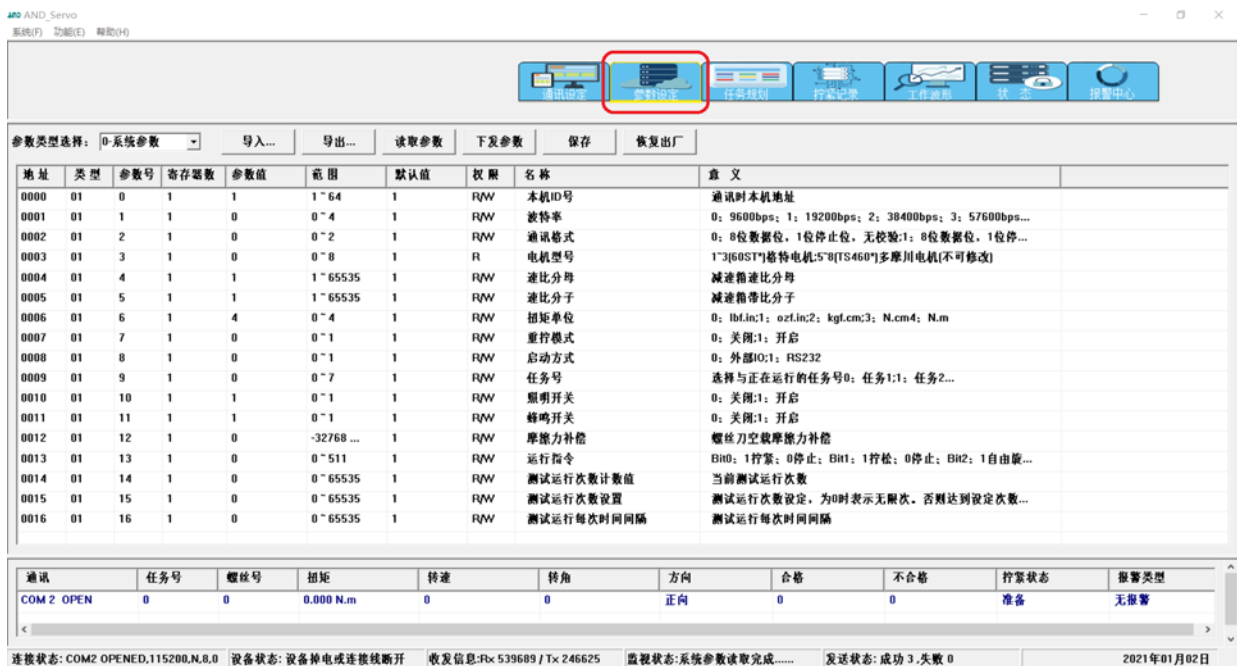 AND AND_Servo
系统(F) 功能(E) 帮助(H)
通讯设定 参数设定 任务规划 拧紧记录 工作波形 状 态 报警中心
参数类型选择: 0-系统参数 导入... 导出... 读取参数 下发参数 保存 恢复出厂
地 址 类 型 参数号 寄存器数 参数值 范 围 默认值 权 限 名 称 意 义
0000 01 0 1 1 1 ~ 64 1 R/W 本机ID号 通讯时本机地址
0001 01 1 1 0 0 ~ 4 1 R/W 波特率 0：9600bps；1：19200bps；2：38400bps；3：57600bps...
0002 01 2 1 0 0 ~ 2 1 R/W 通讯格式 0：8位数据位，1位停止位，无校验;1：8位数据位，1位停...
0003 01 3 1 0 0 ~ 8 1 R 电机型号 1~3(60ST*)格特电机;5~8(TS460*)多摩川电机(不可修改)
0004 01 4 1 1 1 ~ 65535 1 R/W 速比分母 减速箱速比分母
0005 01 5 1 1 1 ~ 65535 1 R/W 速比分子 减速箱带比分子
0006 01 6 1 4 0 ~ 4 1 R/W 扭矩单位 0：lbf.in;1：ozf.in;2：kgf.cm;3：N.cm4：N.m
0007 01 7 1 0 0 ~ 1 1 R/W 重拧模式 0：关闭;1：开启
0008 01 8 1 0 0 ~ 1 1 R/W 启动方式 0：外部IO;1：RS232
0009 01 9 1 0 0 ~ 7 1 R/W 任务号 选择与正在运行的任务号0：任务1;1：任务2...
0010 01 10 1 1 0 ~ 1 1 R/W 照明开关 0：关闭;1：开启
0011 01 11 1 1 0 ~ 1 1 R/W 蜂鸣开关 0：关闭;1：开启
0012 01 12 1 0 -32768 ... 1 R/W 摩擦力补偿 螺丝刀空载摩擦力补偿
0013 01 13 1 0 0 ~ 511 1 R/W 运行指令 Bit0：1拧紧；0停止；Bit1：1拧松；0停止；Bit2；1自由旋...
0014 01 14 1 0 0 ~ 65535 1 R/W 测试运行次数计数值 当前测试运行次数
0015 01 15 1 0 0 ~ 65535 1 R/W 测试运行次数设置 测试运行次数设定，为0时表示无限次。否则达到设定次数...
0016 01 16 1 0 0 ~ 65535 1 R/W 测试运行每次时间间隔 测试运行每次时间间隔
通讯 任务号 螺丝号 扭矩 转速 转角 方向 合格 不合格 拧紧状态 报警类型
COM 2 OPEN 0 0 0.000 N.m 0 0 正向 0 0 准备 无报警
连接状态: COM2 OPENED,115200,N,8,0 设备状态: 设备掉电或连接线断开 收发信息:Rx 539689 / Tx 246625 监视状态:系统参数读取完成...... 发送状态: 成功 3 ,失败 0 2021年01月02日